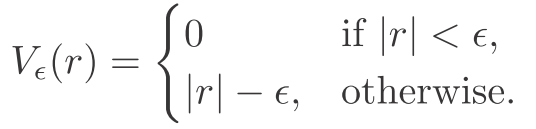 V_ϵ(r) = { 0 if |r| < ϵ,
|r| − ϵ, otherwise.